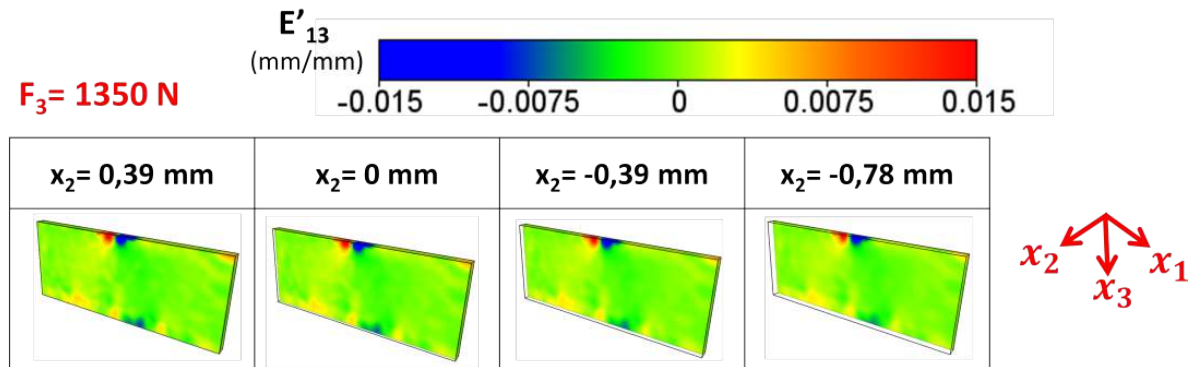 E'₁₃
(mm/mm)
F₃= 1350 N
-0.015 -0.0075 0 0.0075 0.015
x₂= 0,39 mm x₂= 0 mm x₂= -0,39 mm x₂= -0,78 mm
x₂ x₃ x₁